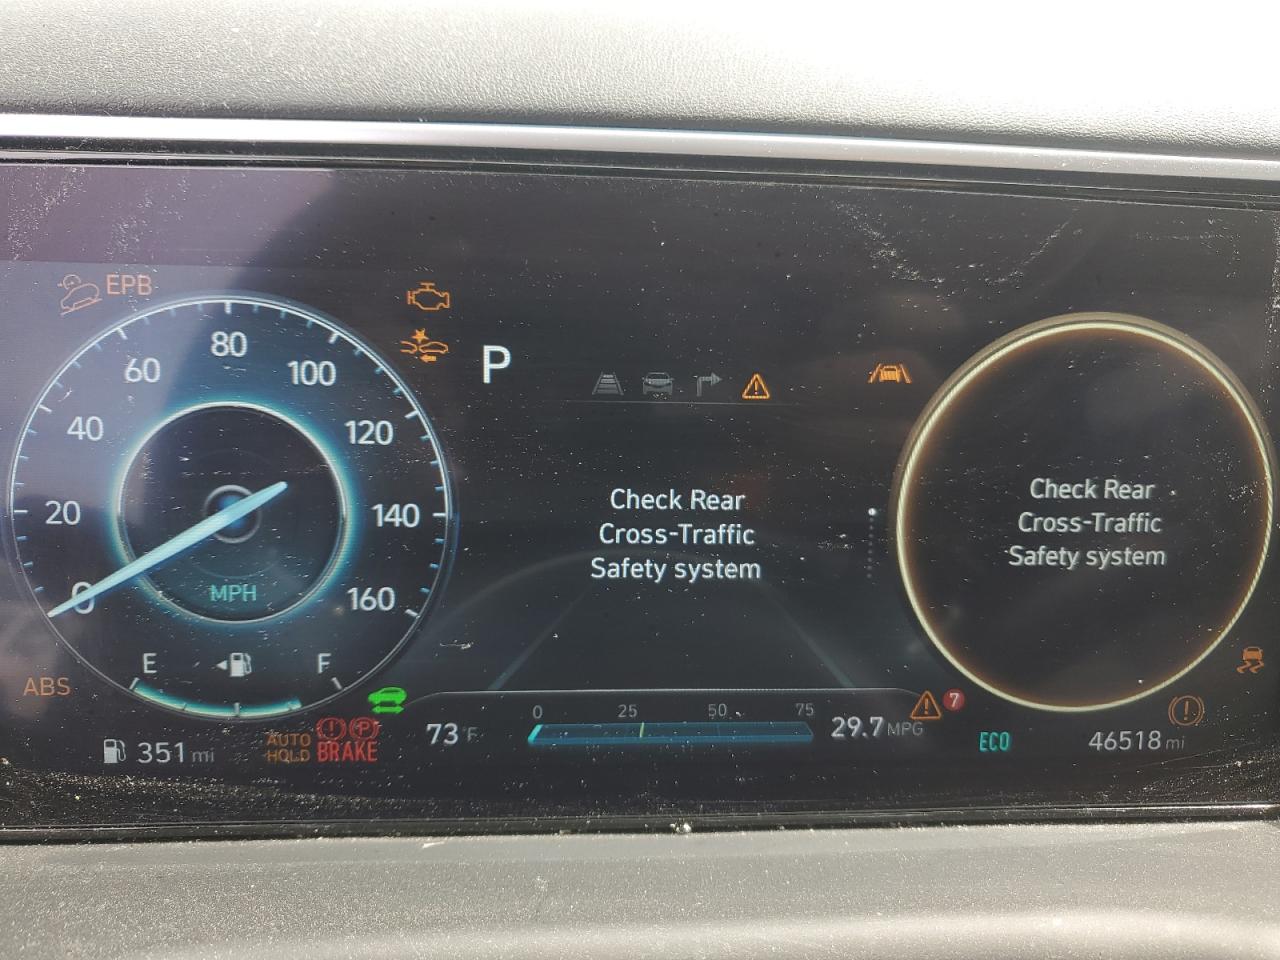 EPB
0
20
40
60
80
100
120
140
160
MPH
E
F
ABS
351 mi
AUTO
HOLD
P
BRAKE
P
Check Rear
Cross-Traffic
Safety system
73°F
0 25 50 75
29.7 MPG
7
Check Rear
Cross-Traffic
Safety system
ECO
46518 mi